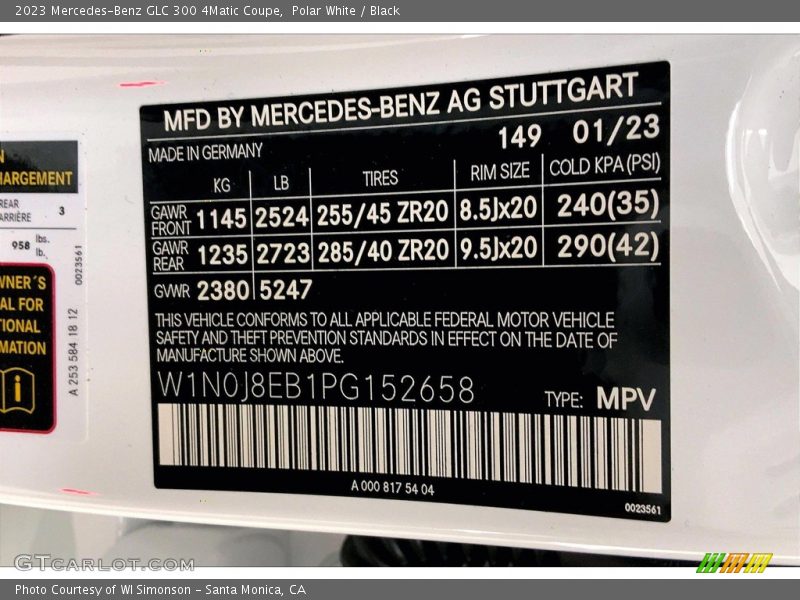 2023 Mercedes-Benz GLC 300 4Matic Coupe, Polar White / Black
MFD BY MERCEDES-BENZ AG STUTTGART
149 01/23
MADE IN GERMANY
KG LB TIRES RIM SIZE COLD KPA (PSI)
GAWR FRONT 1145 2524 255/45 ZR20 8.5Jx20 240(35)
GAWR REAR 1235 2723 285/40 ZR20 9.5Jx20 290(42)
GVWR 2380 5247
THIS VEHICLE CONFORMS TO ALL APPLICABLE FEDERAL MOTOR VEHICLE
SAFETY AND THEFT PREVENTION STANDARDS IN EFFECT ON THE DATE OF
MANUFACTURE SHOWN ABOVE.
W1N0J8EB1PG152658
TYPE: MPV
A 000 817 54 04
0023561
N
HARGEMENT
REAR
ARRIÈRE 3
958 lbs.
lb.
0023561
A 253 584 18 12
WNER´S
AL FOR
TIONAL
MATION
i
GTCARLOT.COM
Photo Courtesy of WI Simonson – Santa Monica, CA